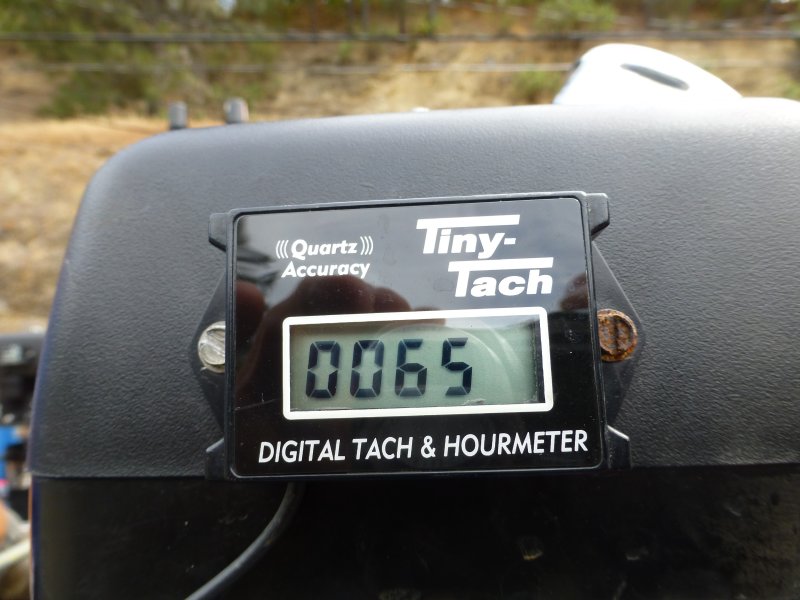 Quartz
Accuracy
Tiny-
Tach
0065
DIGITAL TACH & HOURMETER